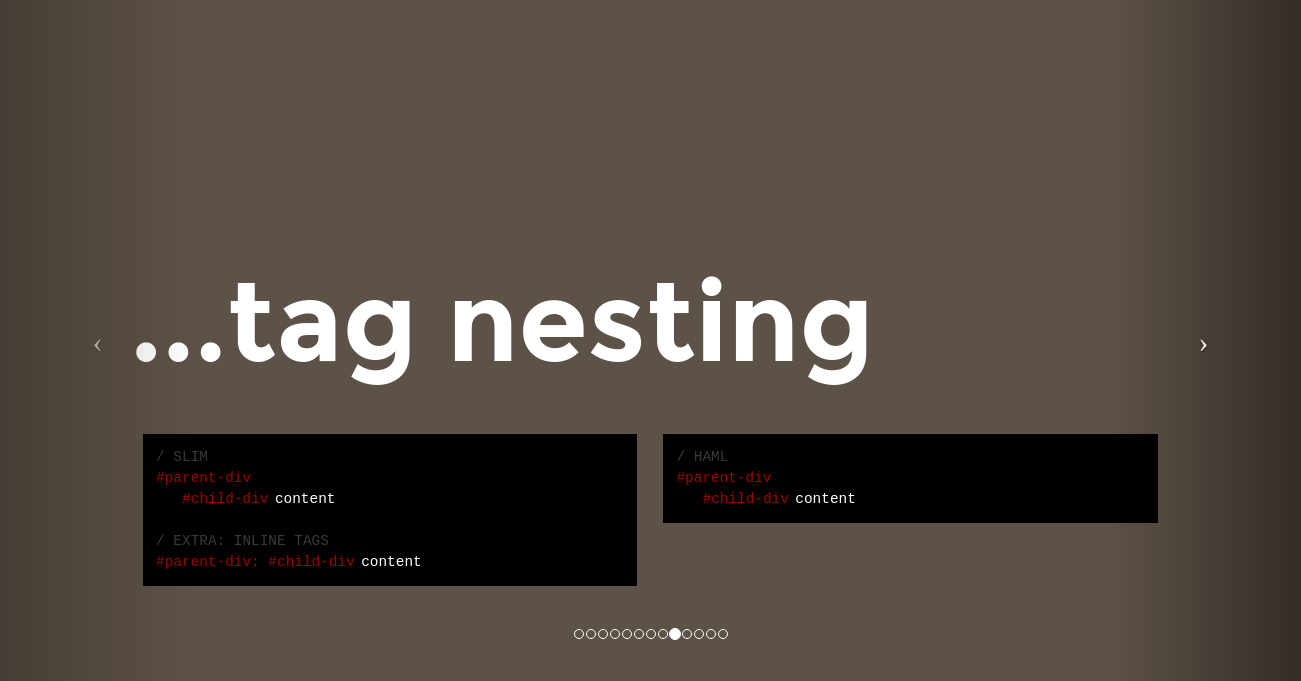 ...tag nesting
/ SLIM
#parent-div
#child-div content
/ EXTRA: INLINE TAGS
#parent-div: #child-div content
/ HAML
#parent-div
#child-div content